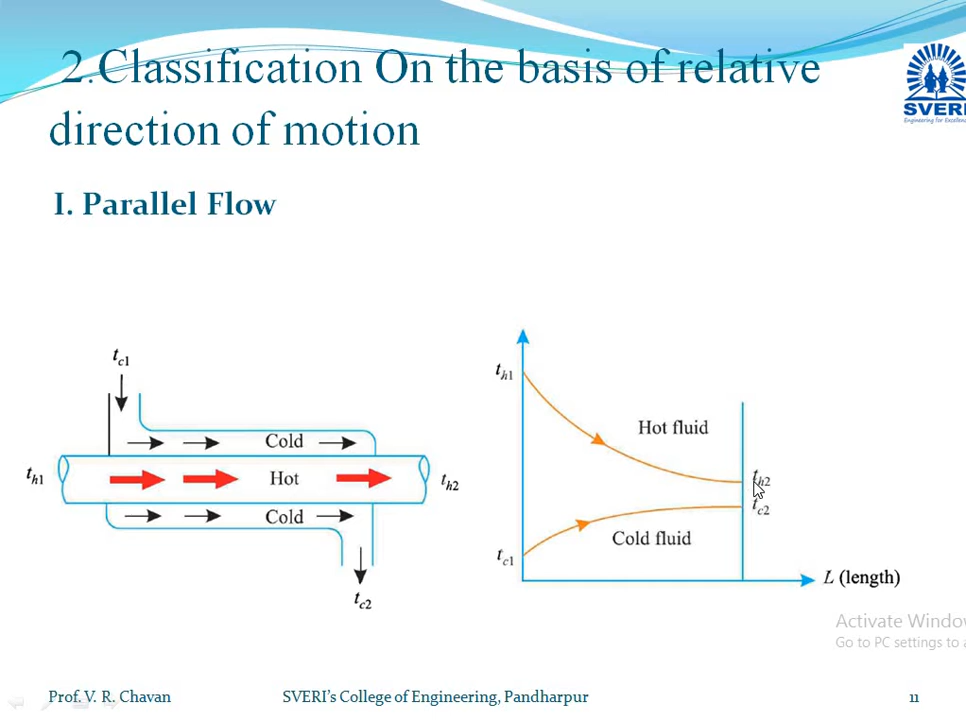 2.Classification On the basis of relative
direction of motion
SVERI
Engineering for Excellence
I. Parallel Flow
tc1
th1
Cold
Hot
Cold
th2
tc2
th1
Hot fluid
th2
tc2
Cold fluid
tc1
L (length)
Activate Window
Go to PC settings to a
Prof. V. R. Chavan
SVERI's College of Engineering, Pandharpur
11